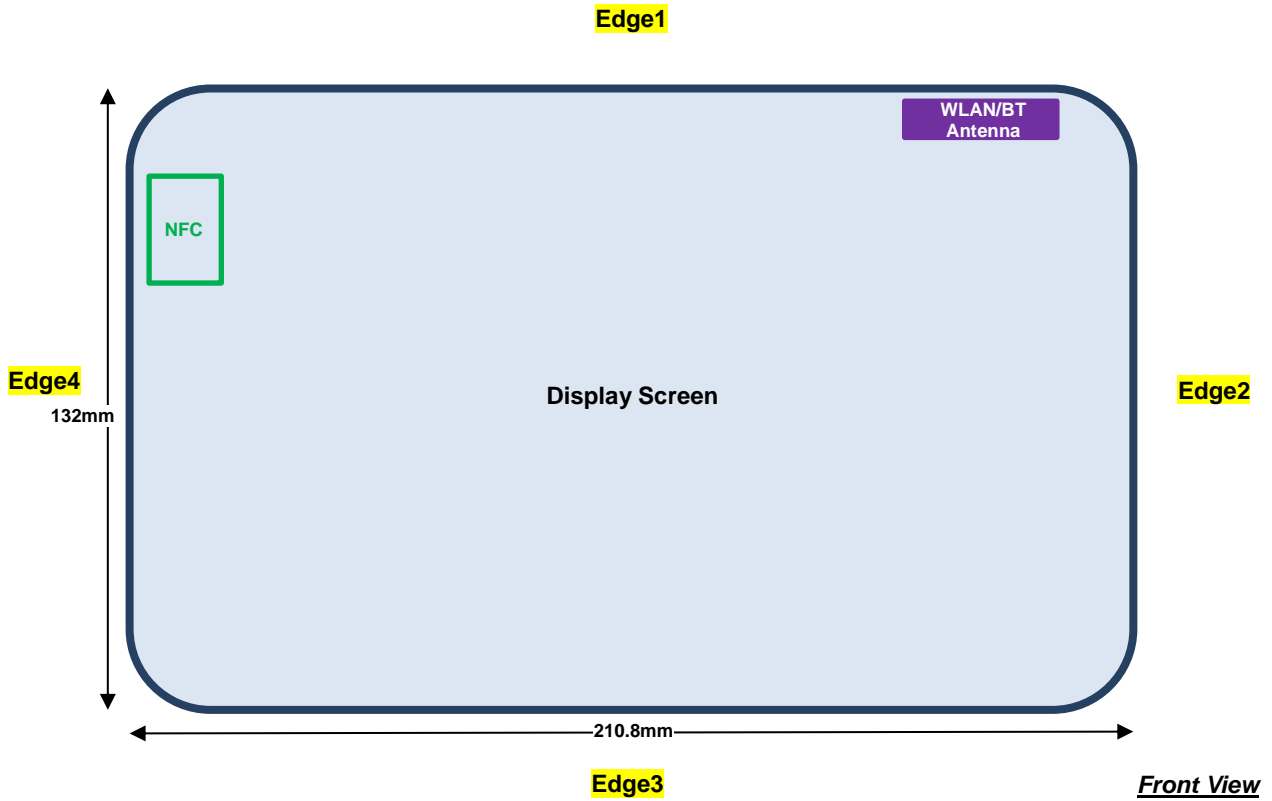 Edge1
WLAN/BT
Antenna
NFC
Edge4
132mm
Display Screen
Edge2
210.8mm
Edge3
Front View